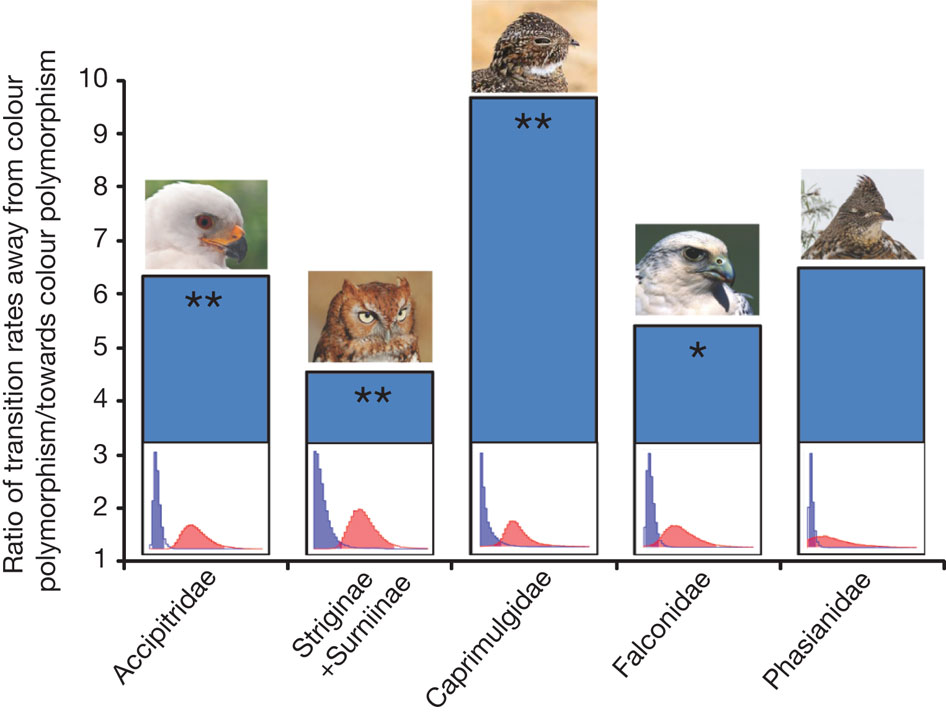 Ratio of transition rates away from colour
polymorphism/towards colour polymorphism
10
9
8
7
6
5
4
3
2
1
**
**
**
*
Accipitridae
Striginae
+Surniinae
Caprimulgidae
Falconidae
Phasianidae